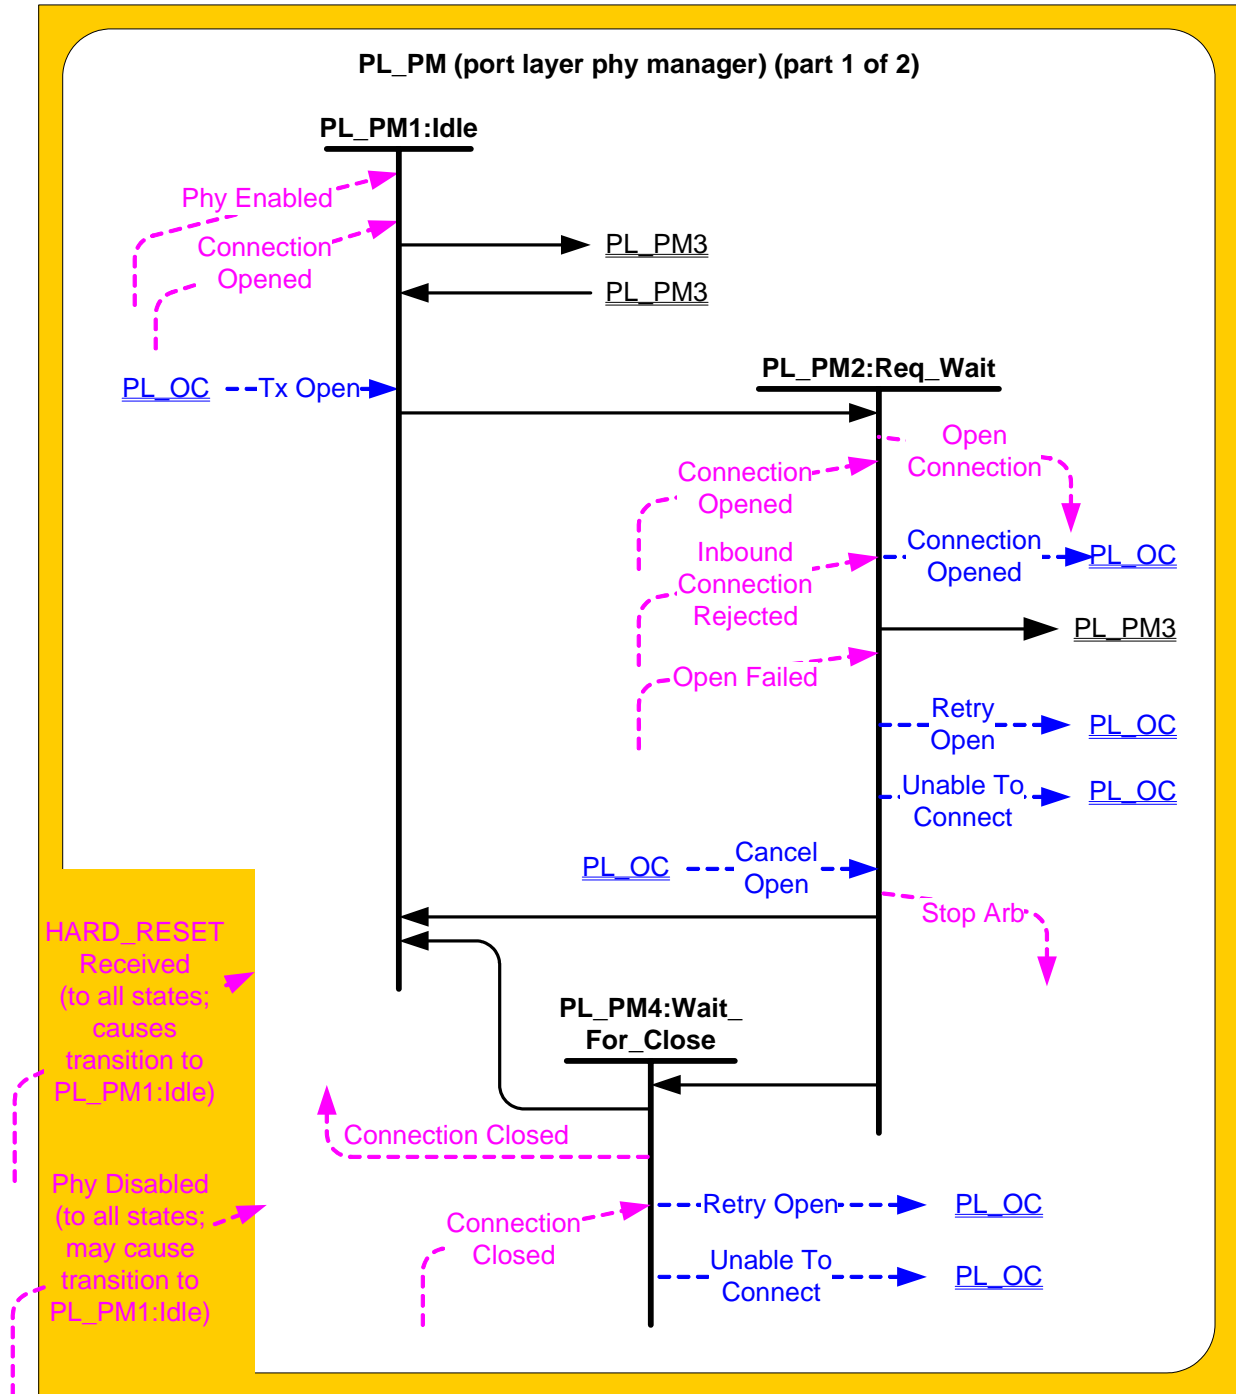 PL_PM (port layer phy manager) (part 1 of 2)
PL_PM1:Idle
Phy Enabled
Connection
Opened
PL_PM3
PL_PM3
PL_OC
Tx Open
PL_PM2:Req_Wait
Open
Connection
Connection
Opened
Inbound
Connection
Rejected
Connection
Opened
PL_OC
PL_PM3
Open Failed
Retry
Open
PL_OC
Unable To
Connect
PL_OC
PL_OC
Cancel
Open
Stop Arb
HARD_RESET
Received
(to all states;
causes
transition to
PL_PM1:Idle)
PL_PM4:Wait_
For_Close
Connection Closed
Phy Disabled
(to all states;
may cause
transition to
PL_PM1:Idle)
Connection
Closed
Retry Open
PL_OC
Unable To
Connect
PL_OC